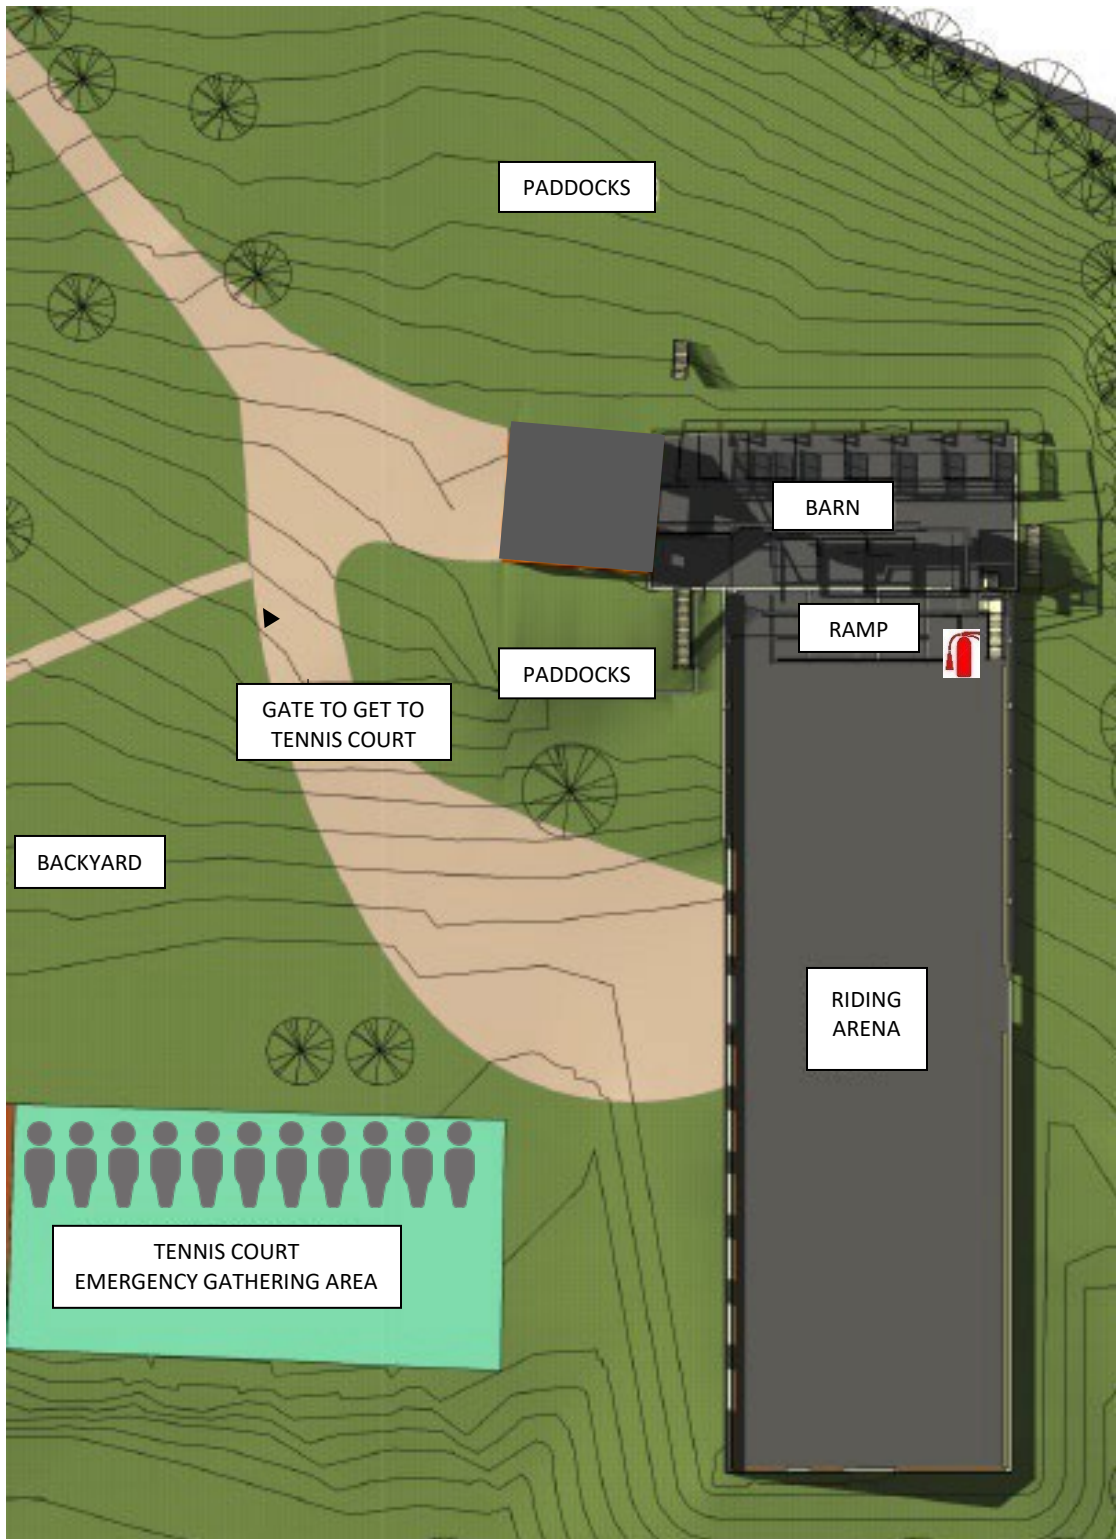 PADDOCKS
BARN
RAMP
PADDOCKS
GATE TO GET TO
TENNIS COURT
BACKYARD
RIDING
ARENA
TENNIS COURT
EMERGENCY GATHERING AREA